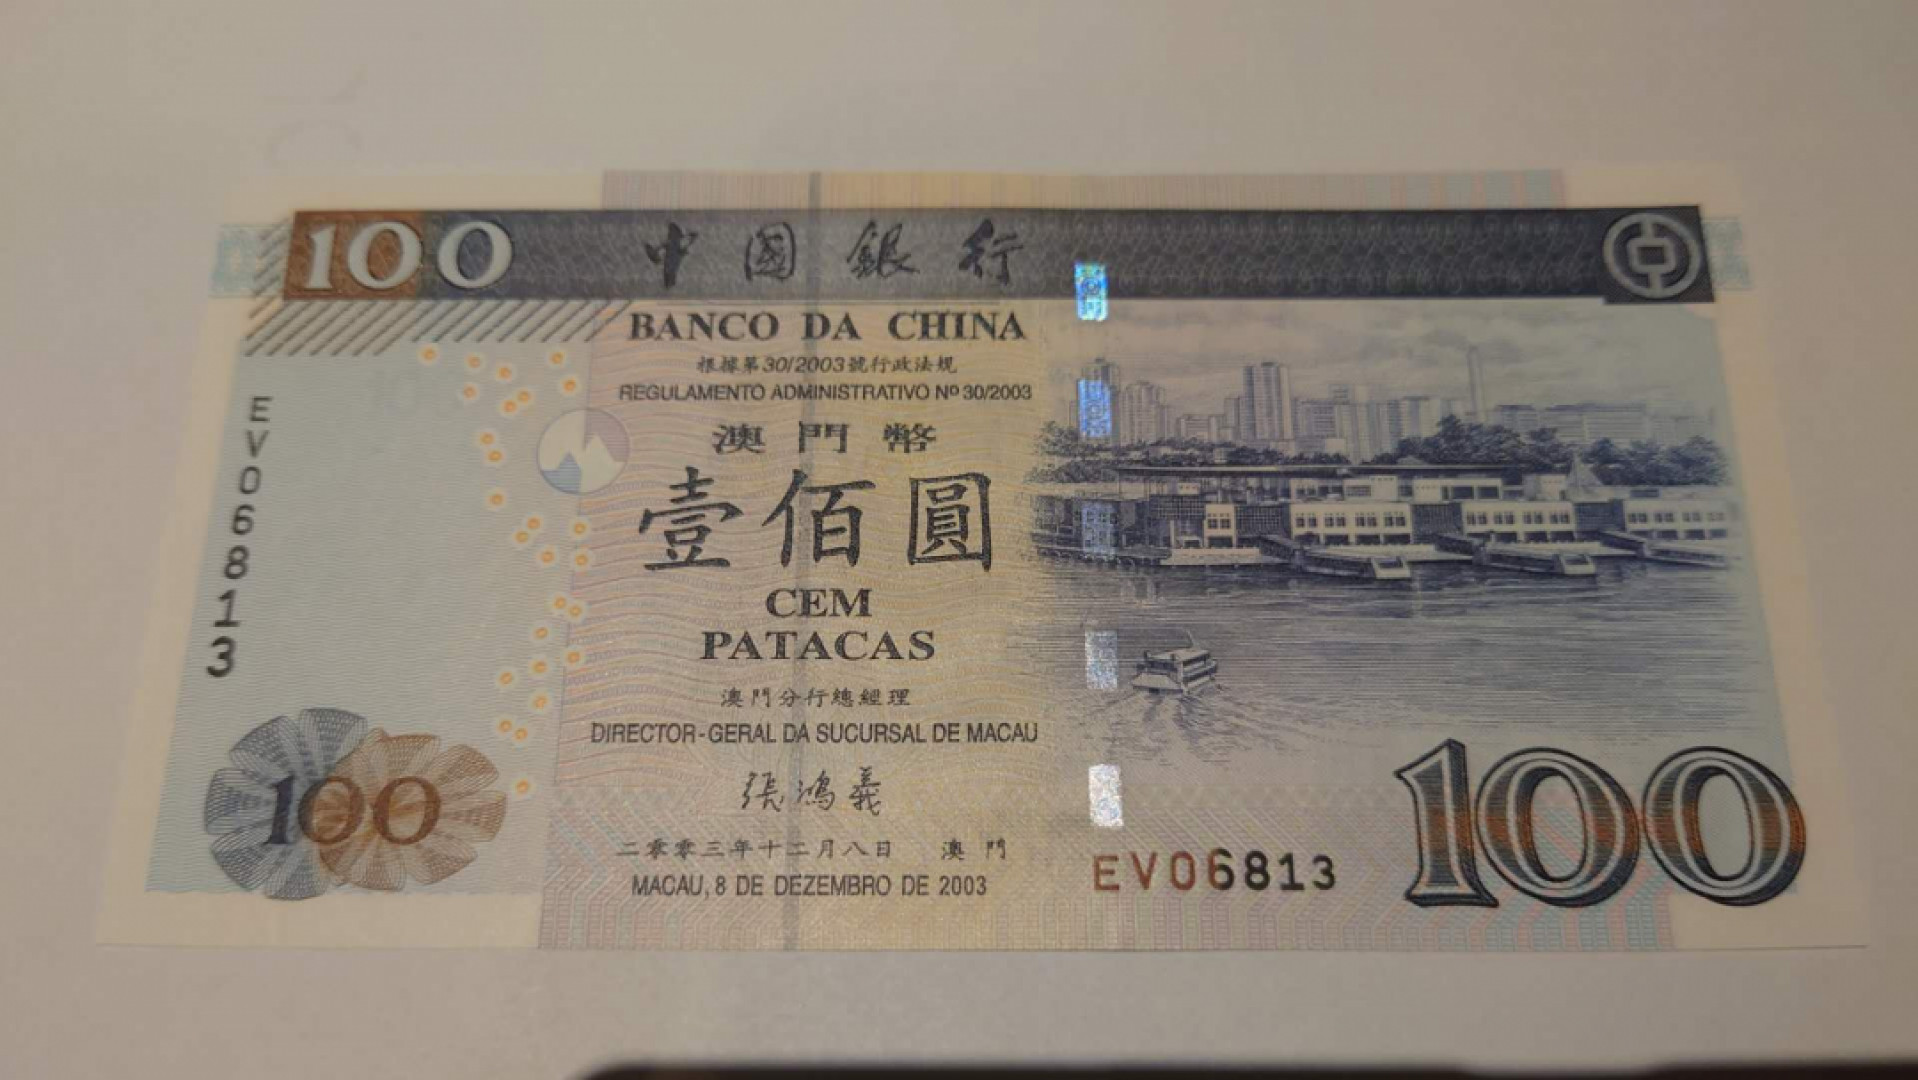 100 中國銀行
BANCO DA CHINA
根據第30/2003號行政法規
REGULAMENTO ADMINISTRATIVO Nº 30/2003
澳門幣
壹佰圓
CEM
PATACAS
澳門分行總經理
DIRECTOR-GERAL DA SUCURSAL DE MACAU
張鴻義
二零零三年十二月八日 澳門
MACAU, 8 DE DEZEMBRO DE 2003
EV06813
100
EV06813
100